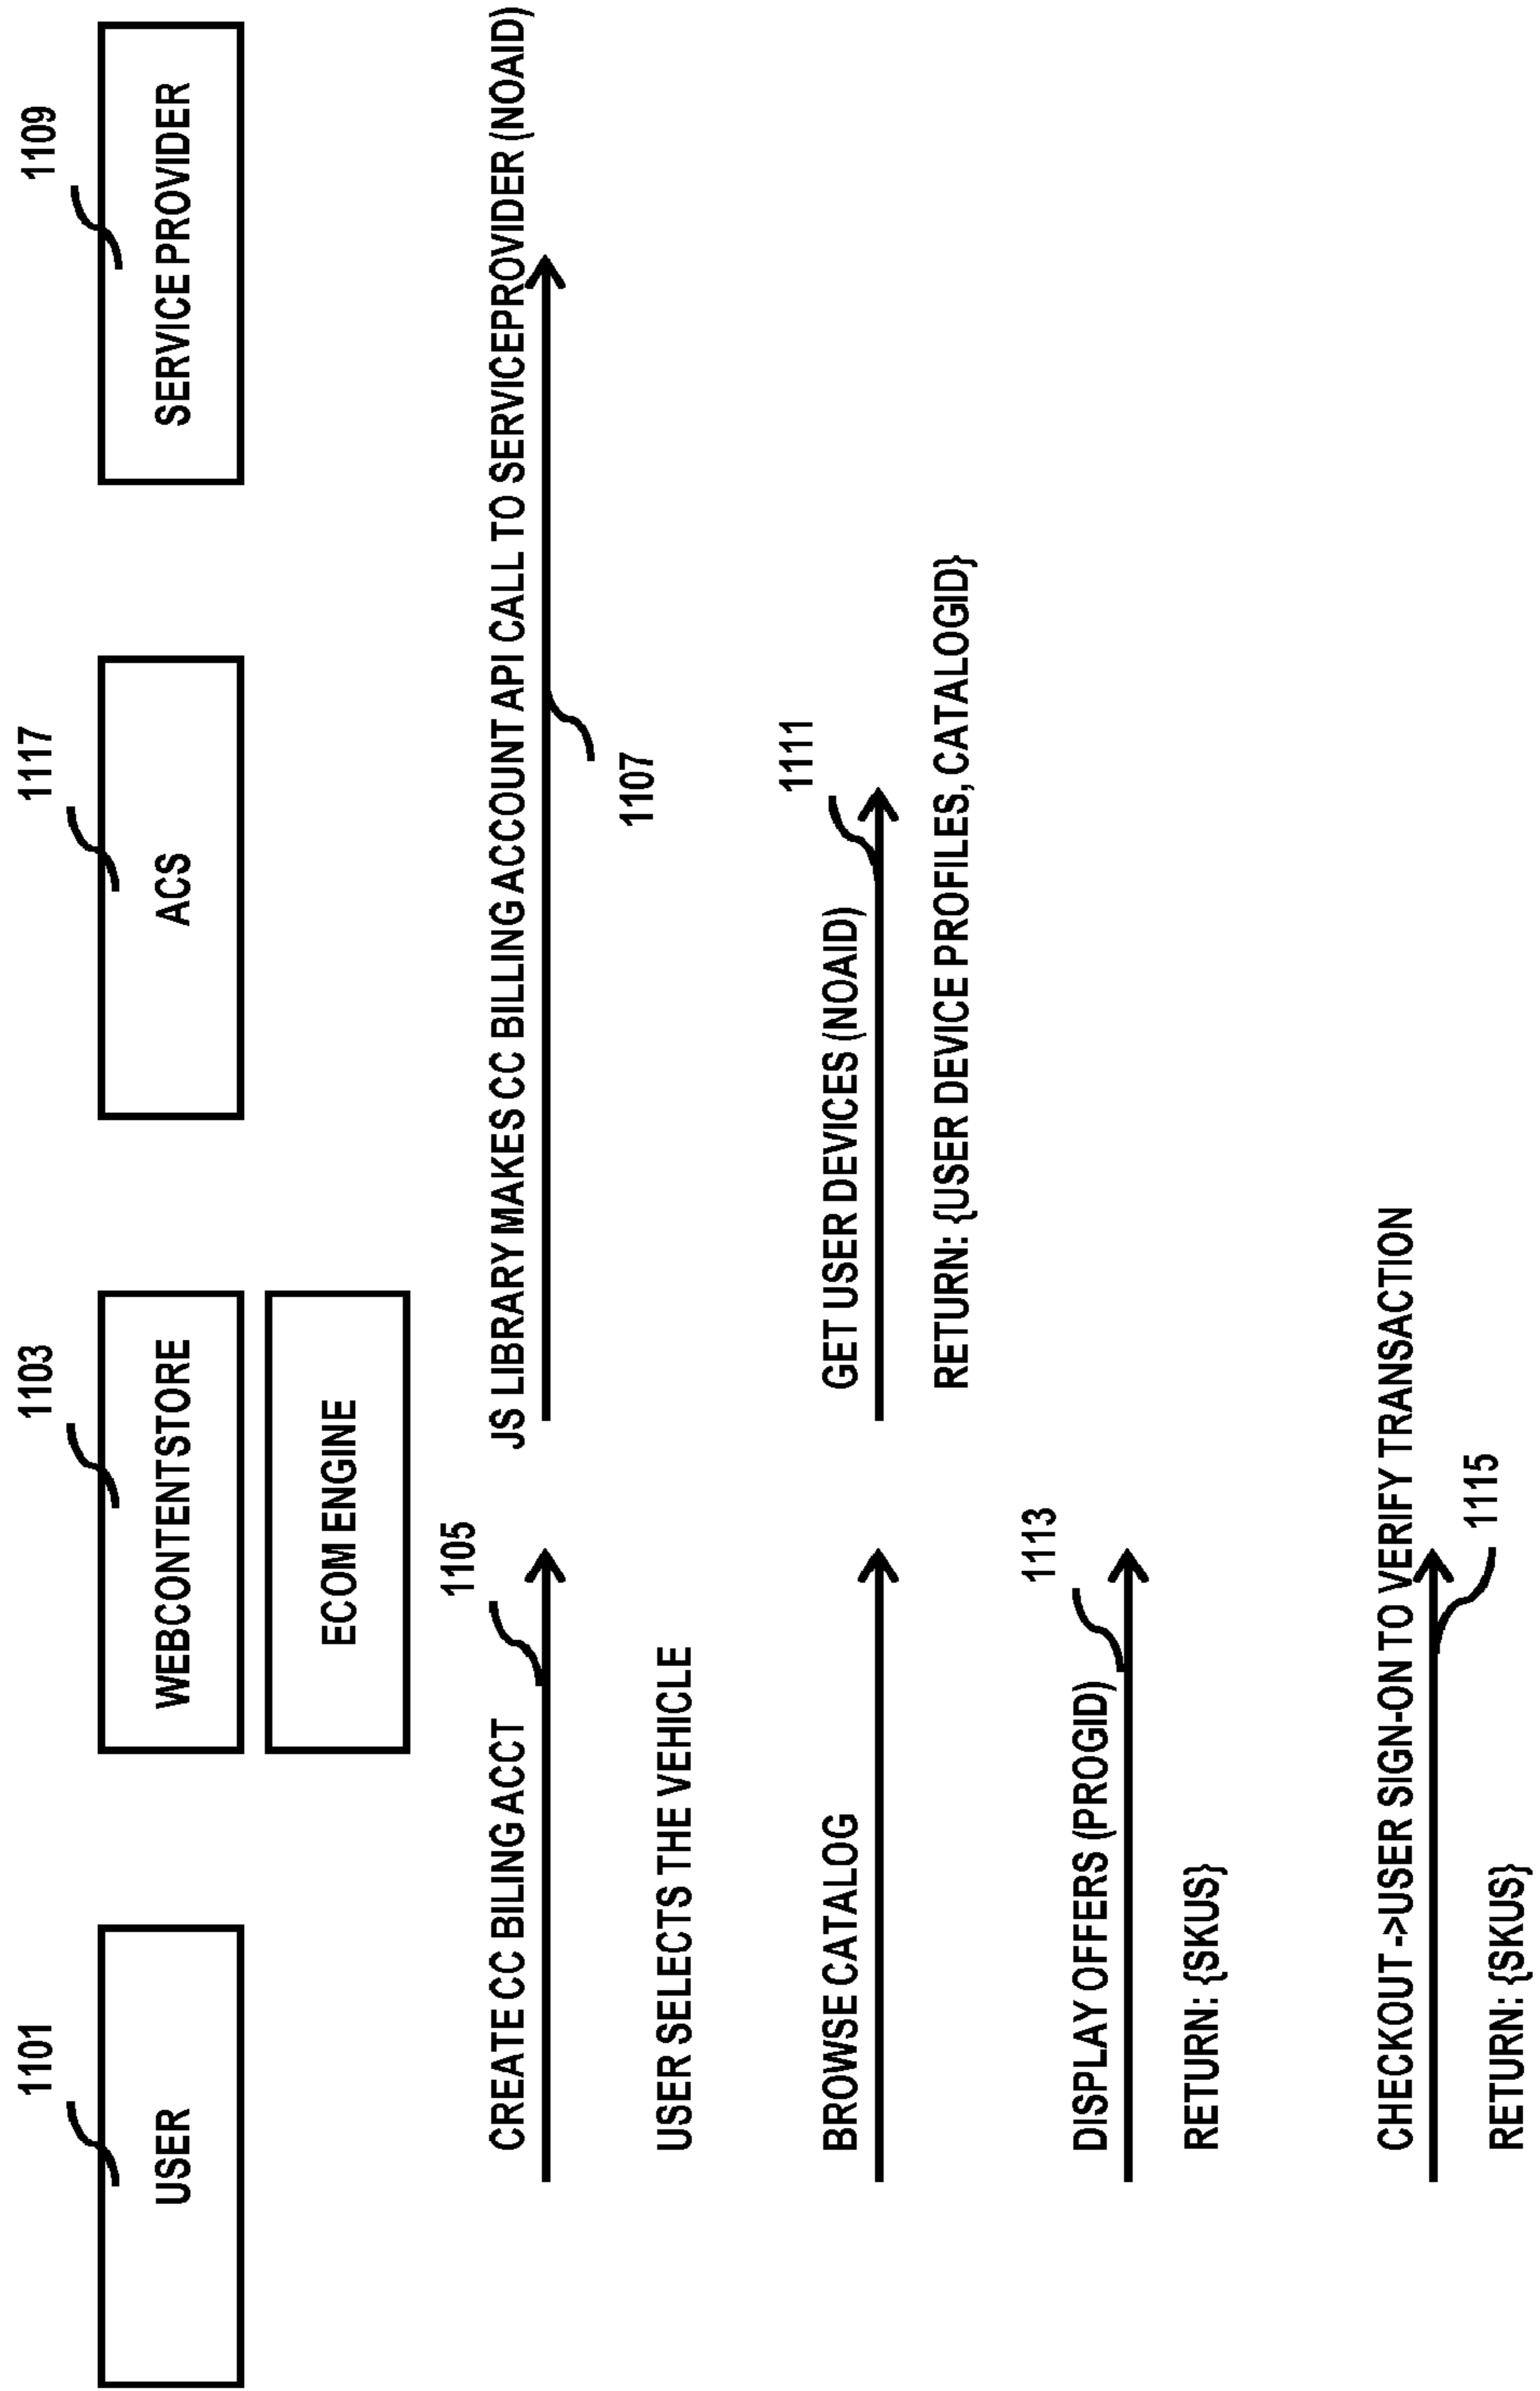 1101
1103
1117
1109
USER
WEBCONTENTSTORE
ACS
SERVICE PROVIDER
ECOM ENGINE
1105
CREATE CC BILING ACCT
JS LIBRARY MAKES CC BILLING ACCOUNT API CALL TO SERVICEPROVIDER (NOAID)
1107
USER SELECTS THE VEHICLE
1111
BROWSE CATALOG
GET USER DEVICES (NOAID)
RETURN: {USER DEVICE PROFILES, CATALOGID}
1113
DISPLAY OFFERS (PROGID)
RETURN: {SKUS}
CHECKOUT->USER SIGN-ON TO VERIFY TRANSACTION
1115
RETURN: {SKUS}